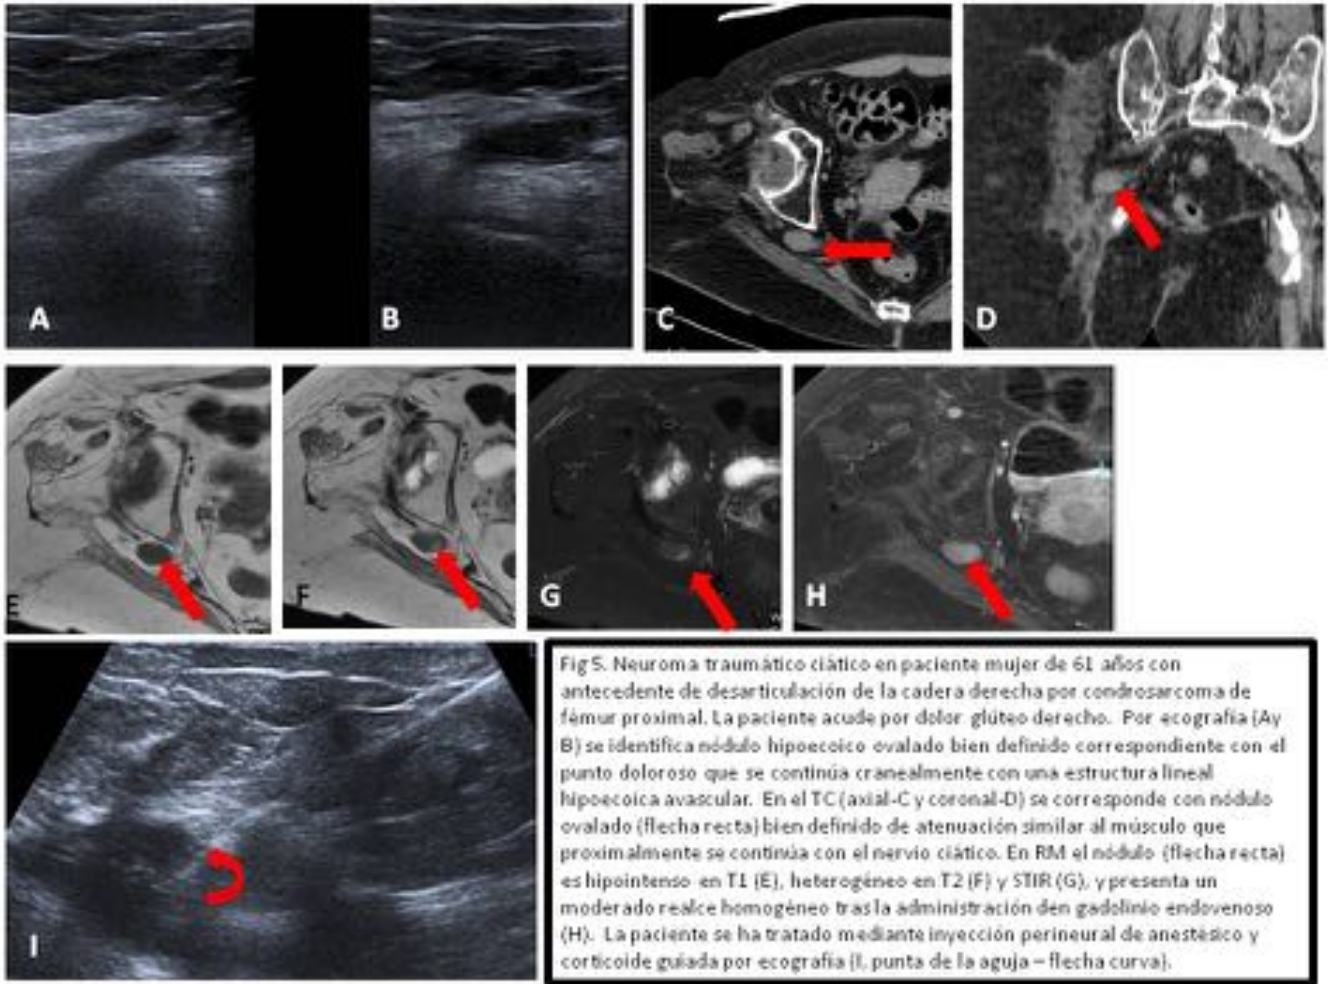 A
B
C
D
E
F
G
H
I
Fig 5. Neuroma traumático ciático en paciente mujer de 61 años con
antecedente de desarticulación de la cadera derecha por condrosarcoma de
fémur proximal. La paciente acude por dolor glúteo derecho. Por ecografía (A y
B) se identifica nódulo hipoecoico ovalado bien definido correspondiente con el
punto doloroso que se continúa cranealmente con una estructura lineal
hipoecoica avascular. En el TC (axial-C y coronal-D) se corresponde con nódulo
ovalado (flecha recta) bien definido de atenuación similar al músculo que
proximalmente se continúa con el nervio ciático. En RM el nódulo (flecha recta)
es hipointenso en T1 (E), heterogéneo en T2 (F) y STIR (G), y presenta un
moderado realce homogéneo tras la administración den gadolinio endovenoso
(H). La paciente se ha tratado mediante inyección perineural de anestésico y
corticoide guiada por ecografía (I, punta de la aguja – flecha curva).